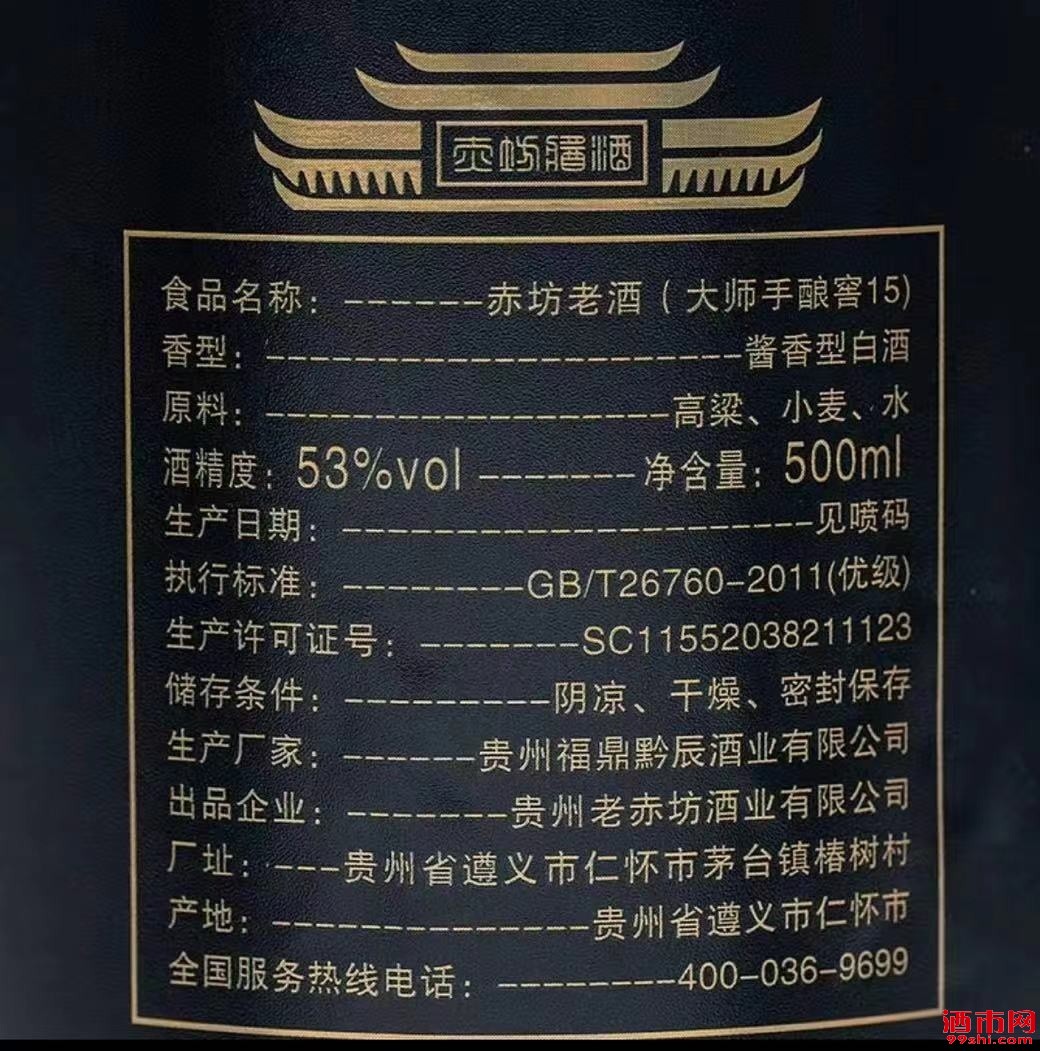 赤坊老酒
食品名称：------赤坊老酒（大师手酿窖15)
香型：---------------------酱香型白酒
原料：------------------高粱、小麦、水
酒精度：53%vol -------净含量：500ml
生产日期：---------------------见喷码
执行标准：--------GB/T26760-2011(优级)
生产许可证号：-------SC11552038211123
储存条件：---------阴凉、干燥、密封保存
生产厂家：------贵州福鼎黔辰酒业有限公司
出品企业：--------贵州老赤坊酒业有限公司
厂址：---贵州省遵义市仁怀市茅台镇椿树村
产地：--------------贵州省遵义市仁怀市
全国服务热线电话：--------400-036-9699
酒市网
99shi.com